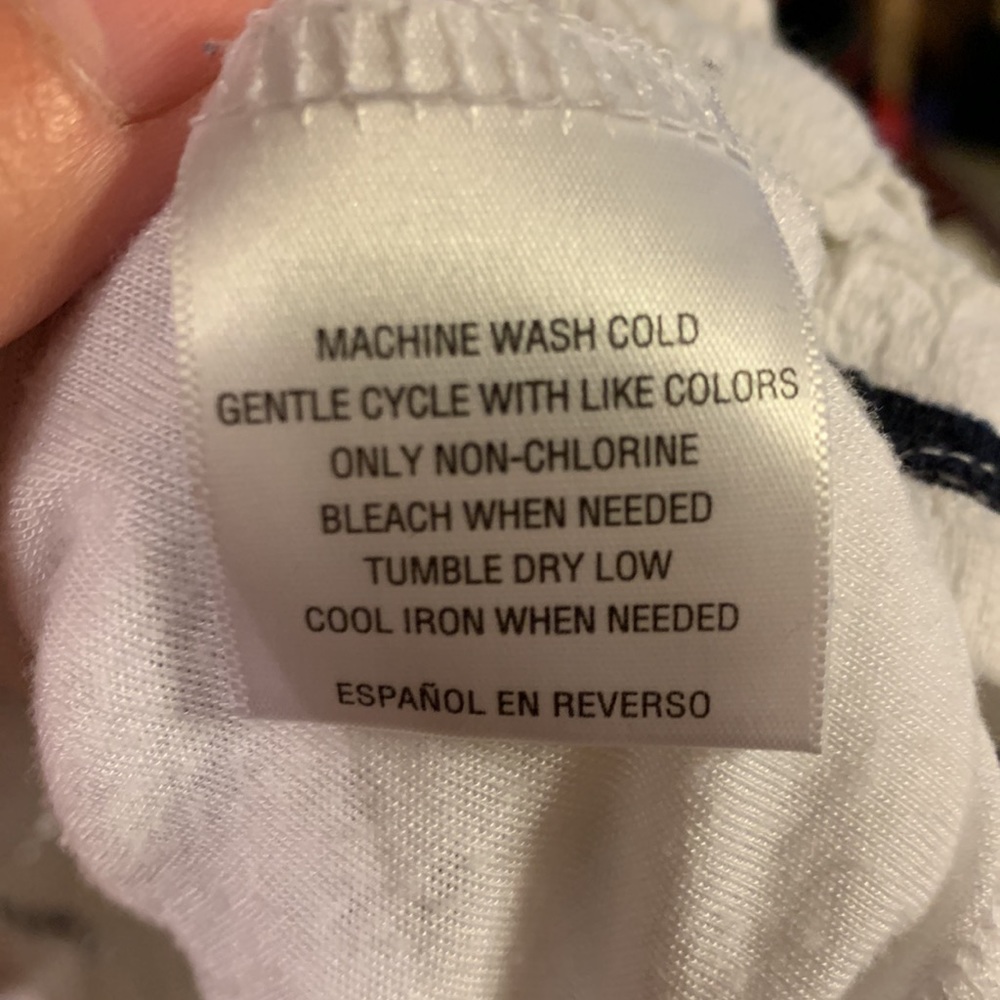 MACHINE WASH COLD
GENTLE CYCLE WITH LIKE COLORS
ONLY NON-CHLORINE
BLEACH WHEN NEEDED
TUMBLE DRY LOW
COOL IRON WHEN NEEDED
ESPAÑOL EN REVERSO